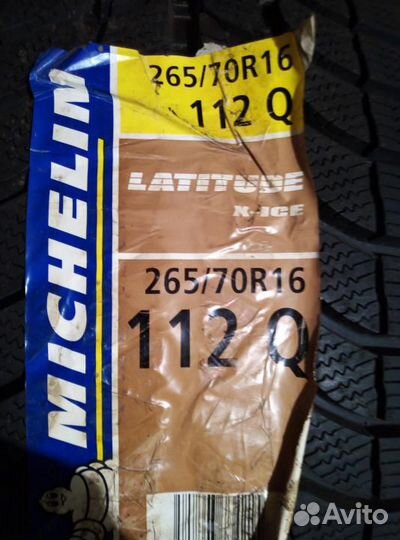 MICHELIN
265/70R16
112 Q
LATITUDE
X-ICE
265/70R16
112 Q
Avito